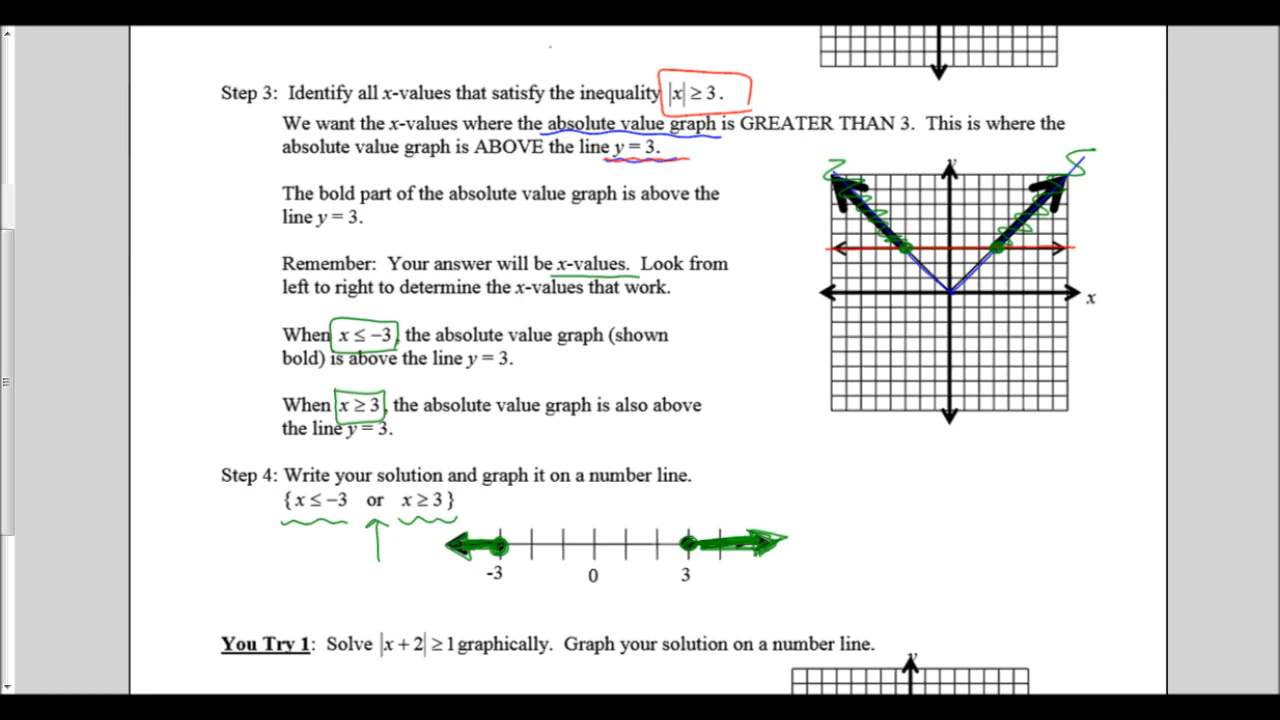 Step 3: Identify all x-values that satisfy the inequality |x| ≥ 3.
We want the x-values where the absolute value graph is GREATER THAN 3. This is where the
absolute value graph is ABOVE the line y = 3.
The bold part of the absolute value graph is above the
line y = 3.
Remember: Your answer will be x-values. Look from
left to right to determine the x-values that work.
When x ≤ −3, the absolute value graph (shown
bold) is above the line y = 3.
When x ≥ 3, the absolute value graph is also above
the line y = 3.
y
x
Step 4: Write your solution and graph it on a number line.
{x ≤ −3 or x ≥ 3}
-3 0 3
You Try 1: Solve |x + 2| ≥ 1 graphically. Graph your solution on a number line.
y